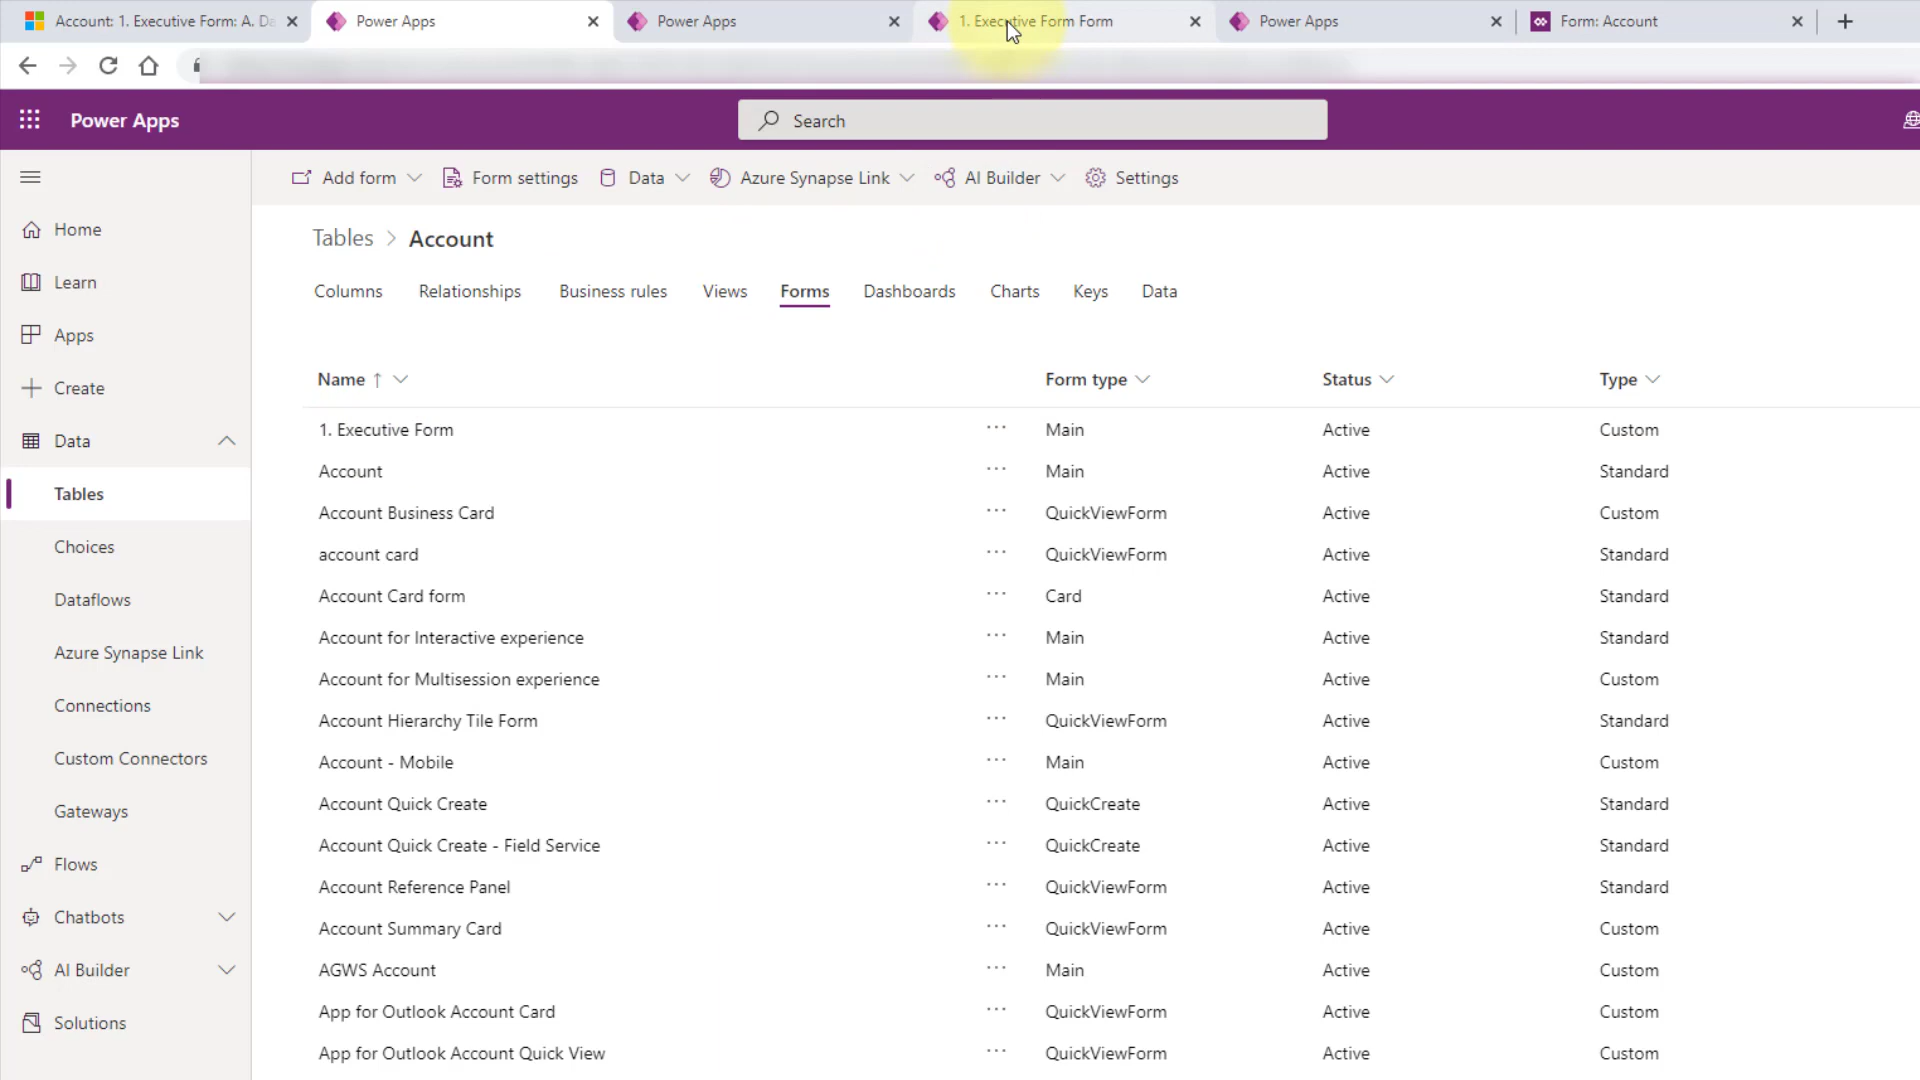 Account: 1. Executive Form: A. Da
Power Apps
Power Apps
1. Executive Form Form
Power Apps
Form: Account
Power Apps
Search
Add form
Form settings
Data
Azure Synapse Link
AI Builder
Settings
Home
Learn
Apps
Create
Data
Tables
Choices
Dataflows
Azure Synapse Link
Connections
Custom Connectors
Gateways
Flows
Chatbots
AI Builder
Solutions
Tables > Account
Columns Relationships Business rules Views Forms Dashboards Charts Keys Data
Name ↑ Form type Status Type
1. Executive Form ... Main Active Custom
Account ... Main Active Standard
Account Business Card ... QuickViewForm Active Custom
account card ... QuickViewForm Active Standard
Account Card form ... Card Active Standard
Account for Interactive experience ... Main Active Standard
Account for Multisession experience ... Main Active Custom
Account Hierarchy Tile Form ... QuickViewForm Active Standard
Account - Mobile ... Main Active Custom
Account Quick Create ... QuickCreate Active Standard
Account Quick Create - Field Service ... QuickCreate Active Standard
Account Reference Panel ... QuickViewForm Active Standard
Account Summary Card ... QuickViewForm Active Custom
AGWS Account ... Main Active Custom
App for Outlook Account Card ... QuickViewForm Active Custom
App for Outlook Account Quick View ... QuickViewForm Active Custom